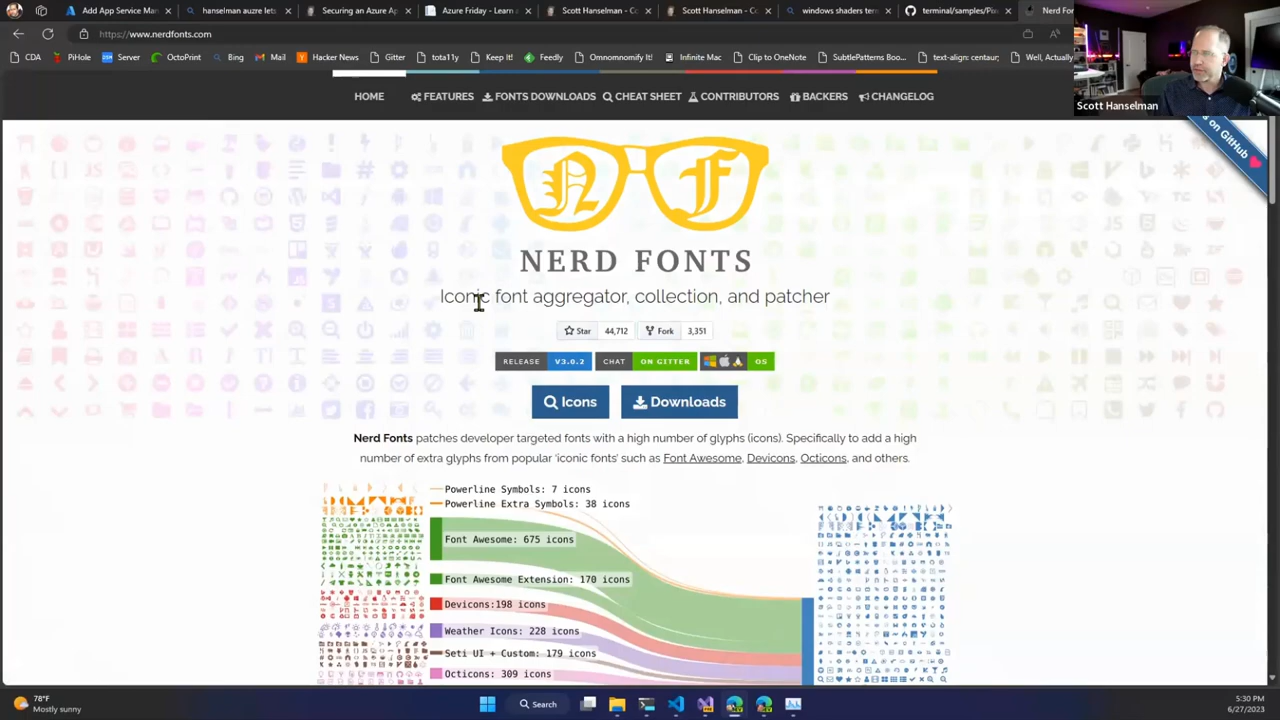 Add App Service Man
hanselman auzre lets
Securing an Azure Ap
Azure Friday - Learn
Scott Hanselman - Co
Scott Hanselman - Co
windows shaders term
terminal/samples/Pixe
Nerd Fon
https://www.nerdfonts.com
CDA
PiHole
Server
OctoPrint
Bing
Mail
Hacker News
Gitter
tota11y
Keep It!
Feedly
Omnomnomify
Infinite Mac
Clip to OneNote
SubtlePatterns Boo...
text-align: centaur;
Well, Actually
Scott Hanselman
HOME
FEATURES
FONTS DOWNLOADS
CHEAT SHEET
CONTRIBUTORS
BACKERS
CHANGELOG
on GitHub
N F
NERD FONTS
Iconic font aggregator, collection, and patcher
Star 44,712 Fork 3,351
RELEASE V3.0.2 CHAT ON GITTER OS
Icons
Downloads
Nerd Fonts patches developer targeted fonts with a high number of glyphs (icons). Specifically to add a high
number of extra glyphs from popular ‘iconic fonts’ such as Font Awesome, Devicons, Octicons, and others.
Powerline Symbols: 7 icons
Powerline Extra Symbols: 38 icons
Font Awesome: 675 icons
Font Awesome Extension: 170 icons
Devicons:198 icons
Weather Icons: 228 icons
Seti UI + Custom: 179 icons
Octicons: 309 icons
78°F
Mostly sunny
Search
5:30 PM
6/27/2023